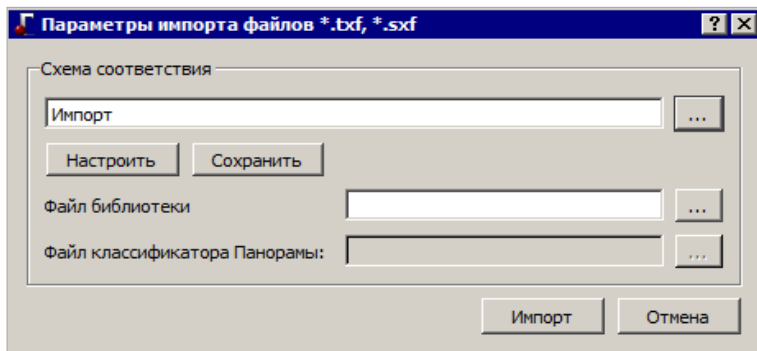 Параметры импорта файлов *.txf, *.sxf
Схема соответствия
Импорт
...
Настроить
Сохранить
Файл библиотеки
...
Файл классификатора Панорамы:
...
Импорт
Отмена